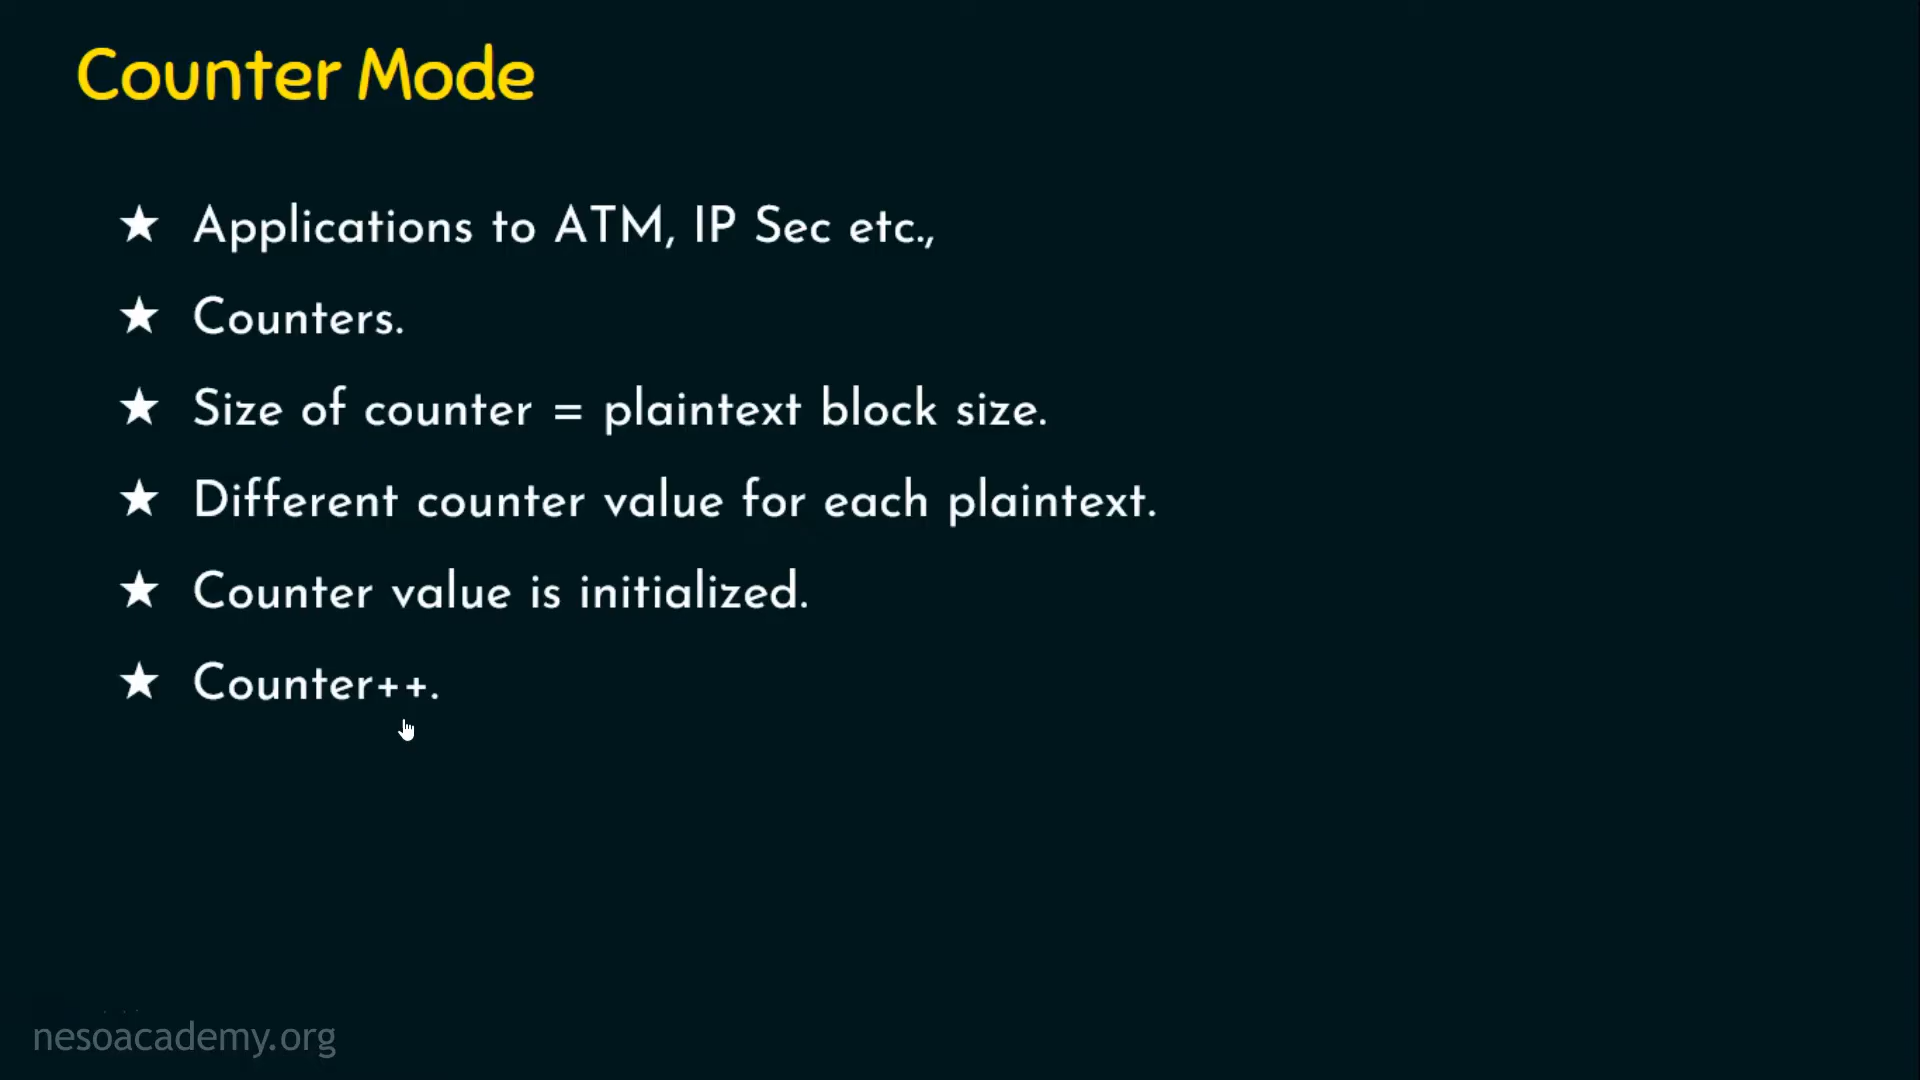 Counter Mode
★ Applications to ATM, IP Sec etc.,
★ Counters.
★ Size of counter = plaintext block size.
★ Different counter value for each plaintext.
★ Counter value is initialized.
★ Counter++.
nesoacademy.org